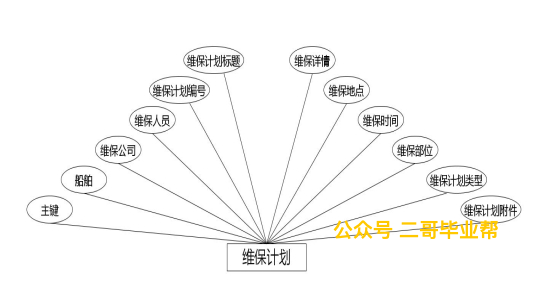 维保计划标题
维保详情
维保计划编号
维保地点
维保人员
维保时间
维保公司
维保部位
船舶
维保计划类型
主键
维保计划附件
公众号 二哥毕业帮
维保计划